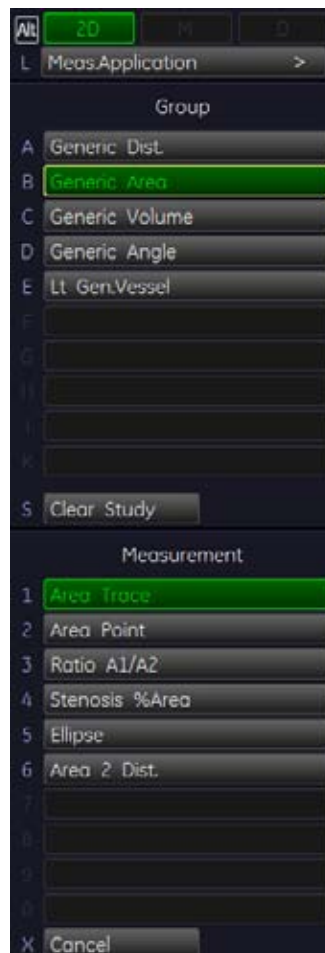 Alt 2D M D
L Meas.Application >
Group
A Generic Dist.
B Generic Area
C Generic Volume
D Generic Angle
E Lt Gen.Vessel
F
G
H
I
K
S Clear Study
Measurement
1 Area Trace
2 Area Point
3 Ratio A1/A2
4 Stenosis %Area
5 Ellipse
6 Area 2 Dist.
7
8
9
0
X Cancel